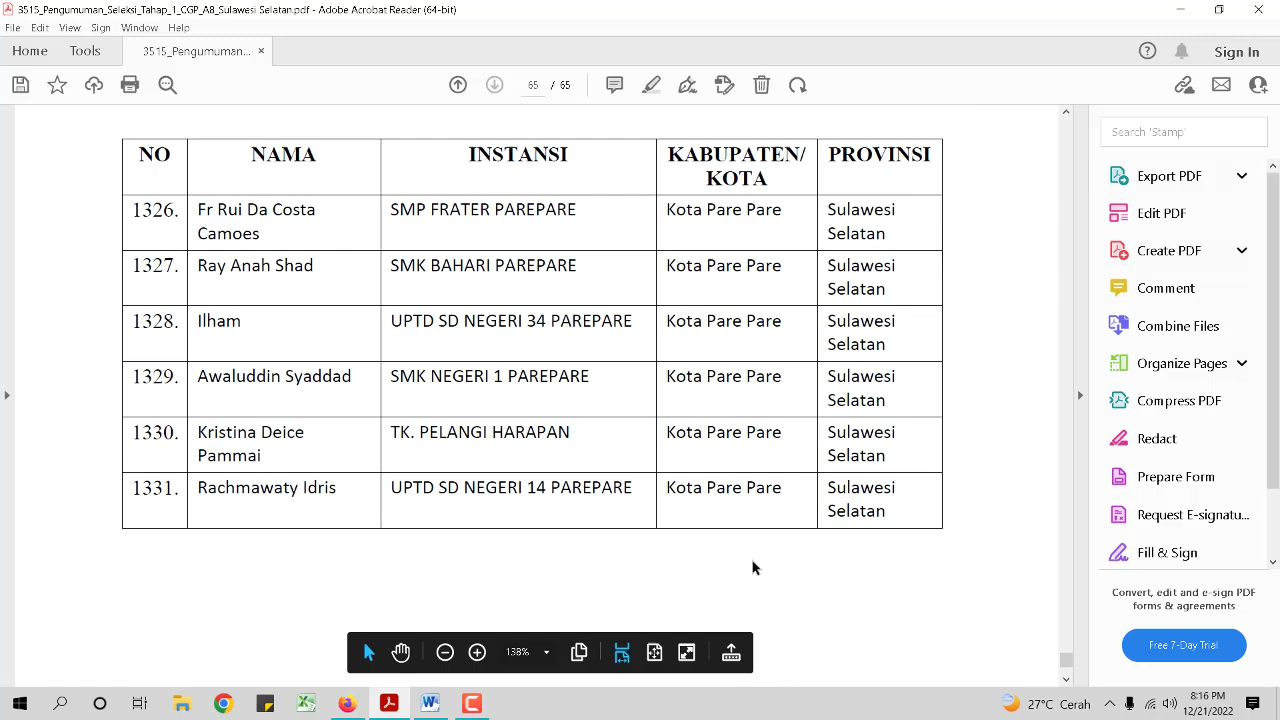 3515_Pengumuman_Seleksi_Tahap_1_CGP_A8_Sulawesi Selatan.pdf - Adobe Acrobat Reader (64-bit)
File Edit View Sign Window Help
Home Tools 3515_Pengumuman... × Sign In
65 / 65
NO NAMA INSTANSI KABUPATEN/ PROVINSI
KOTA
1326. Fr Rui Da Costa SMP FRATER PAREPARE Kota Pare Pare Sulawesi
Camoes Selatan
1327. Ray Anah Shad SMK BAHARI PAREPARE Kota Pare Pare Sulawesi
Selatan
1328. Ilham UPTD SD NEGERI 34 PAREPARE Kota Pare Pare Sulawesi
Selatan
1329. Awaluddin Syaddad SMK NEGERI 1 PAREPARE Kota Pare Pare Sulawesi
Selatan
1330. Kristina Deice TK. PELANGI HARAPAN Kota Pare Pare Sulawesi
Pammai Selatan
1331. Rachmawaty Idris UPTD SD NEGERI 14 PAREPARE Kota Pare Pare Sulawesi
Selatan
138%
Search 'Stamp'
Export PDF
Edit PDF
Create PDF
Comment
Combine Files
Organize Pages
Compress PDF
Redact
Prepare Form
Request E-signatu...
Fill & Sign
Convert, edit and e-sign PDF
forms & agreements
Free 7-Day Trial
27°C Cerah
8:16 PM
12/21/2022